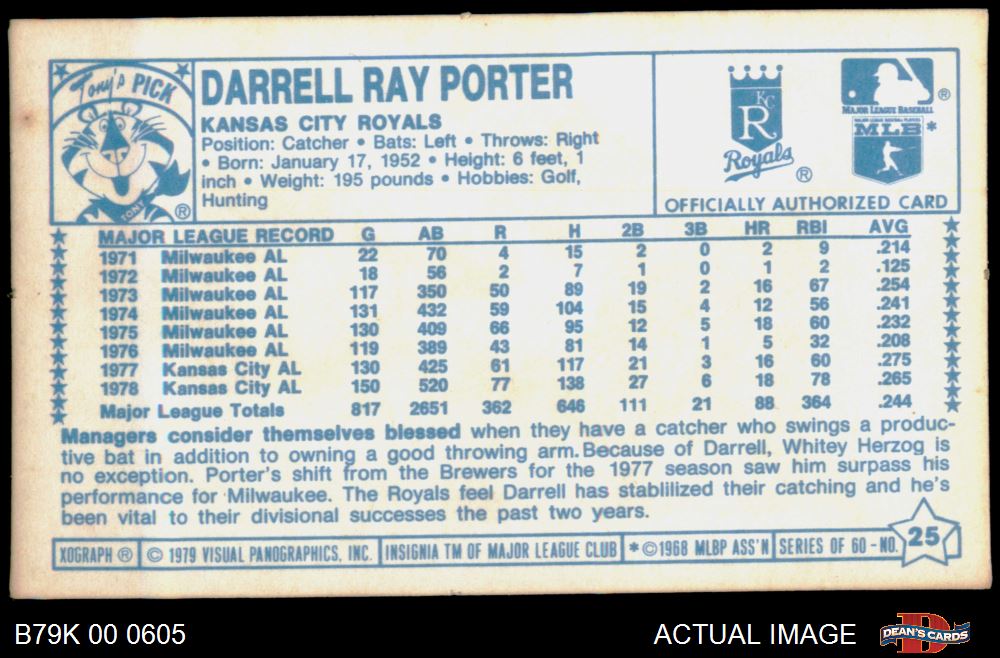 Tony's PICK
TONY
®
DARRELL RAY PORTER
KANSAS CITY ROYALS
Position: Catcher • Bats: Left • Throws: Right
• Born: January 17, 1952 • Height: 6 feet, 1
inch • Weight: 195 pounds • Hobbies: Golf,
Hunting
KC
R
Royals ®
®
MAJOR LEAGUE BASEBALL
MAJOR LEAGUE BASEBALL PLAYERS
MLB *
OFFICIALLY AUTHORIZED CARD
MAJOR LEAGUE RECORD G AB R H 2B 3B HR RBI AVG
1971 Milwaukee AL 22 70 4 15 2 0 2 9 .214
1972 Milwaukee AL 18 56 2 7 1 0 1 2 .125
1973 Milwaukee AL 117 350 50 89 19 2 16 67 .254
1974 Milwaukee AL 131 432 59 104 15 4 12 56 .241
1975 Milwaukee AL 130 409 66 95 12 5 18 60 .232
1976 Milwaukee AL 119 389 43 81 14 1 5 32 .208
1977 Kansas City AL 130 425 61 117 21 3 16 60 .275
1978 Kansas City AL 150 520 77 138 27 6 18 78 .265
Major League Totals 817 2651 362 646 111 21 88 364 .244
Managers consider themselves blessed when they have a catcher who swings a produc-
tive bat in addition to owning a good throwing arm. Because of Darrell, Whitey Herzog is
no exception. Porter's shift from the Brewers for the 1977 season saw him surpass his
performance for Milwaukee. The Royals feel Darrell has stablilized their catching and he's
been vital to their divisional successes the past two years.
XOGRAPH ® © 1979 VISUAL PANOGRAPHICS, INC. INSIGNIA TM OF MAJOR LEAGUE CLUB * ©1968 MLBP ASS'N SERIES OF 60 - NO. 25
B79K 00 0605
ACTUAL IMAGE
D
DEAN'S CARDS